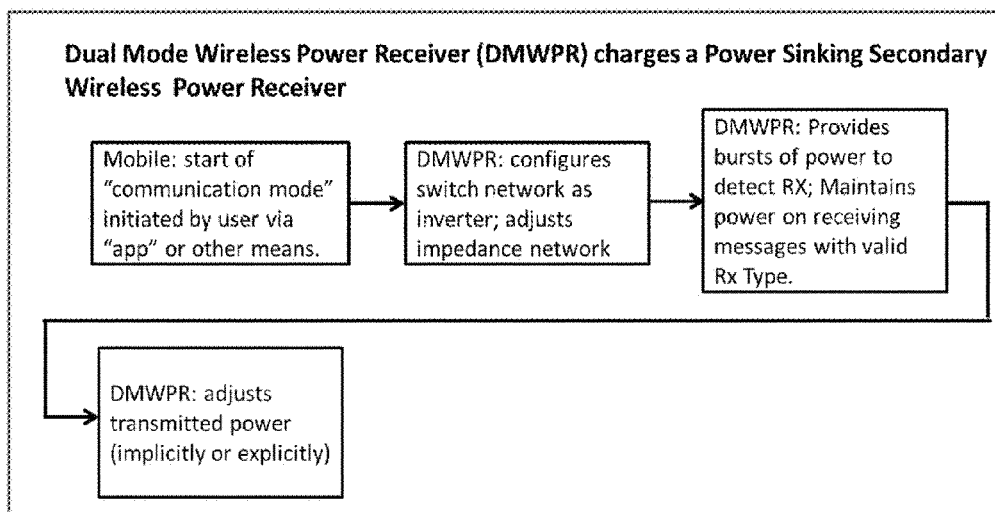 Dual Mode Wireless Power Receiver (DMWPR) charges a Power Sinking Secondary
Wireless Power Receiver
Mobile: start of
"communication mode"
initiated by user via
"app" or other means.
DMWPR: configures
switch network as
inverter; adjusts
impedance network
DMWPR: Provides
bursts of power to
detect RX; Maintains
power on receiving
messages with valid
Rx Type.
DMWPR: adjusts
transmitted power
(implicitly or explicitly)